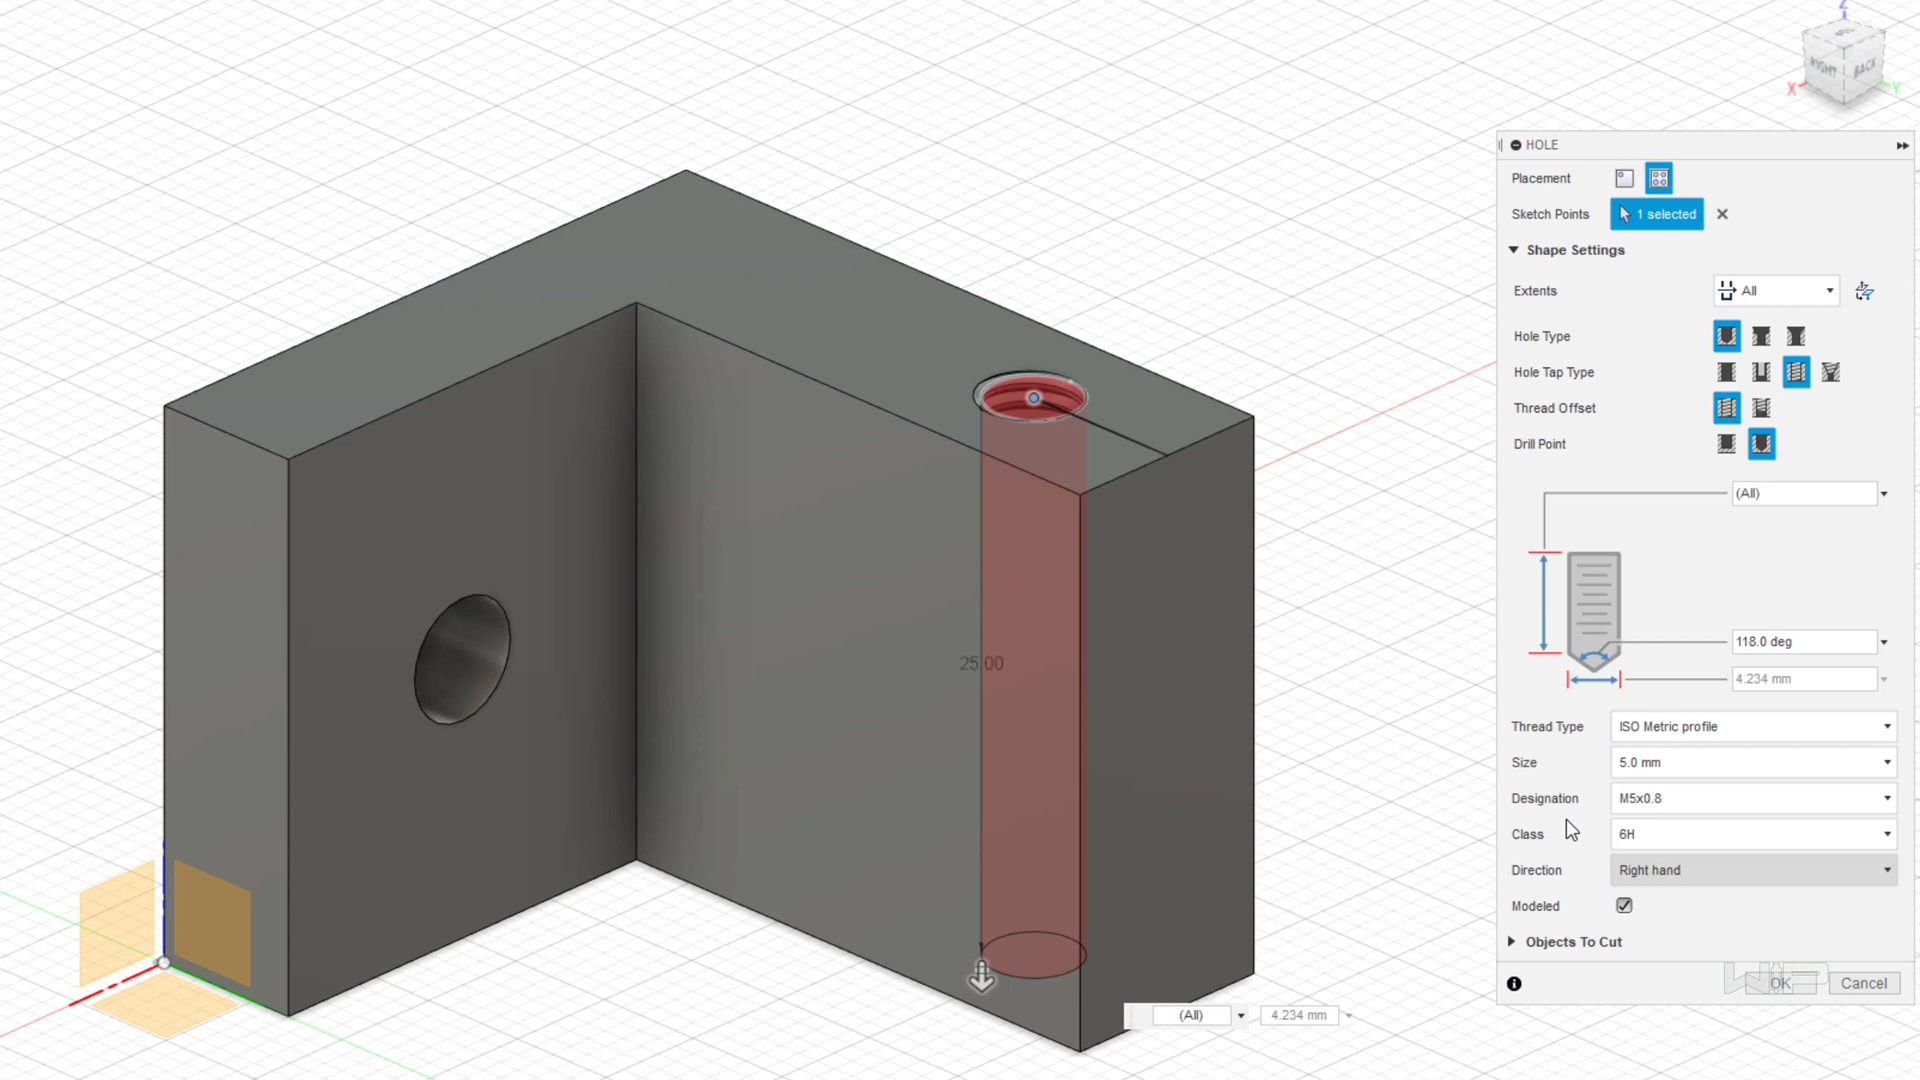 Z
RIGHT
BACK
X
Y
HOLE
Placement
Sketch Points 1 selected
Shape Settings
Extents All
Hole Type
Hole Tap Type
Thread Offset
Drill Point
(All)
118.0 deg
4.234 mm
Thread Type ISO Metric profile
Size 5.0 mm
Designation M5x0.8
Class 6H
Direction Right hand
Modeled
Objects To Cut
OK Cancel
25.00
(All) 4.234 mm